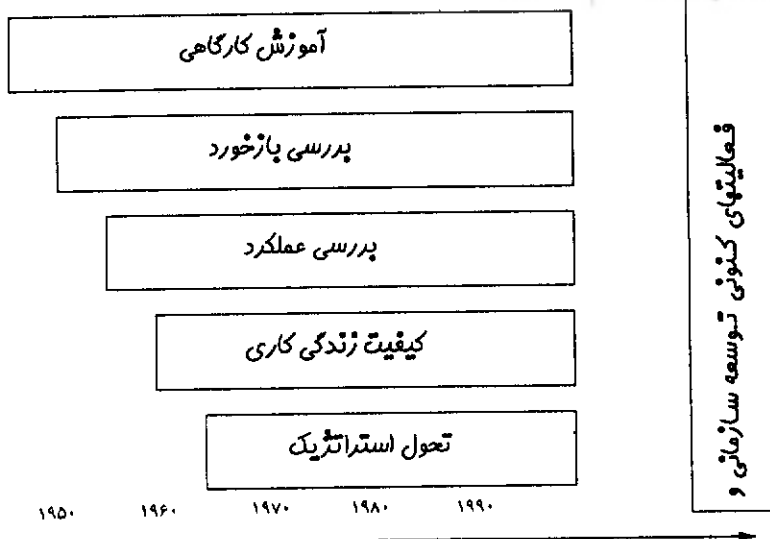 آموزش کارگاهی
بررسی بازخورد
بررسی عملکرد
کیفیت زندگی کاری
تحول استراتژیک
۱۹۵۰ ۱۹۶۰ ۱۹۷۰ ۱۹۸۰ ۱۹۹۰
فعالیتهای کنونی توسعه سازمانی و